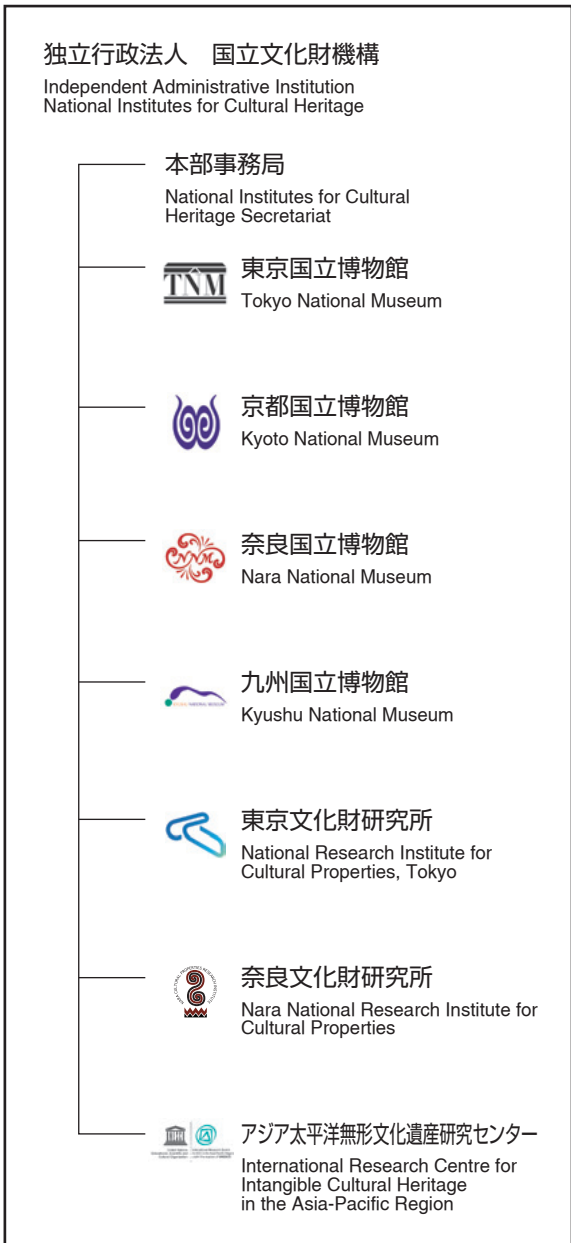 独立行政法人　国立文化財機構
Independent Administrative Institution
National Institutes for Cultural Heritage
本部事務局
National Institutes for Cultural
Heritage Secretariat
TNM
東京国立博物館
Tokyo National Museum
京都国立博物館
Kyoto National Museum
奈良国立博物館
Nara National Museum
九州国立博物館
Kyushu National Museum
東京文化財研究所
National Research Institute for
Cultural Properties, Tokyo
奈良文化財研究所
Nara National Research Institute for
Cultural Properties
アジア太平洋無形文化遺産研究センター
International Research Centre for
Intangible Cultural Heritage
in the Asia-Pacific Region